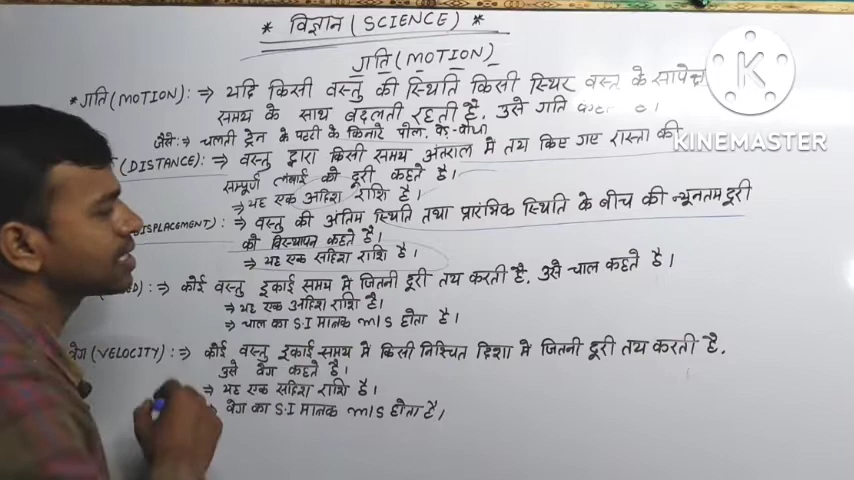 * विज्ञान (SCIENCE) *
गति (MOTION)
* गति (MOTION) : ⇒ यदि किसी वस्तु की स्थिति किसी स्थिर वस्तु के सापेक्ष
समय के साथ बदलती रहती है, उसे गति कहते है।
जैसे :⇒ चलती ट्रेन के पटरी के किनारे पोल, पेड़-पौधा
(DISTANCE) : ⇒ वस्तु द्वारा किसी समय अंतराल में तय किए गए रास्ता की
सम्पूर्ण लंबाई को दूरी कहते है।
⇒ यह एक अदिश राशि है।
DISPLACEMENT) : ⇒ वस्तु की अंतिम स्थिति तथा प्रारंभिक स्थिति के बीच की न्यूनतम दूरी
को विस्थापन कहते है।
⇒ यह एक सदिश राशि है।
:⇒ कोई वस्तु इकाई समय में जितनी दूरी तय करती है, उसे चाल कहते है।
⇒ यह एक अदिश राशि है।
⇒ चाल का S.I मात्रक m/s होता है।
वेग (VELOCITY) : ⇒ कोई वस्तु इकाई समय में किसी निश्चित दिशा में जितनी दूरी तय करती है,
उसे वेग कहते है।
⇒ यह एक सदिश राशि है।
⇒ वेग का S.I मात्रक m/s होता है।
K
KINEMASTER